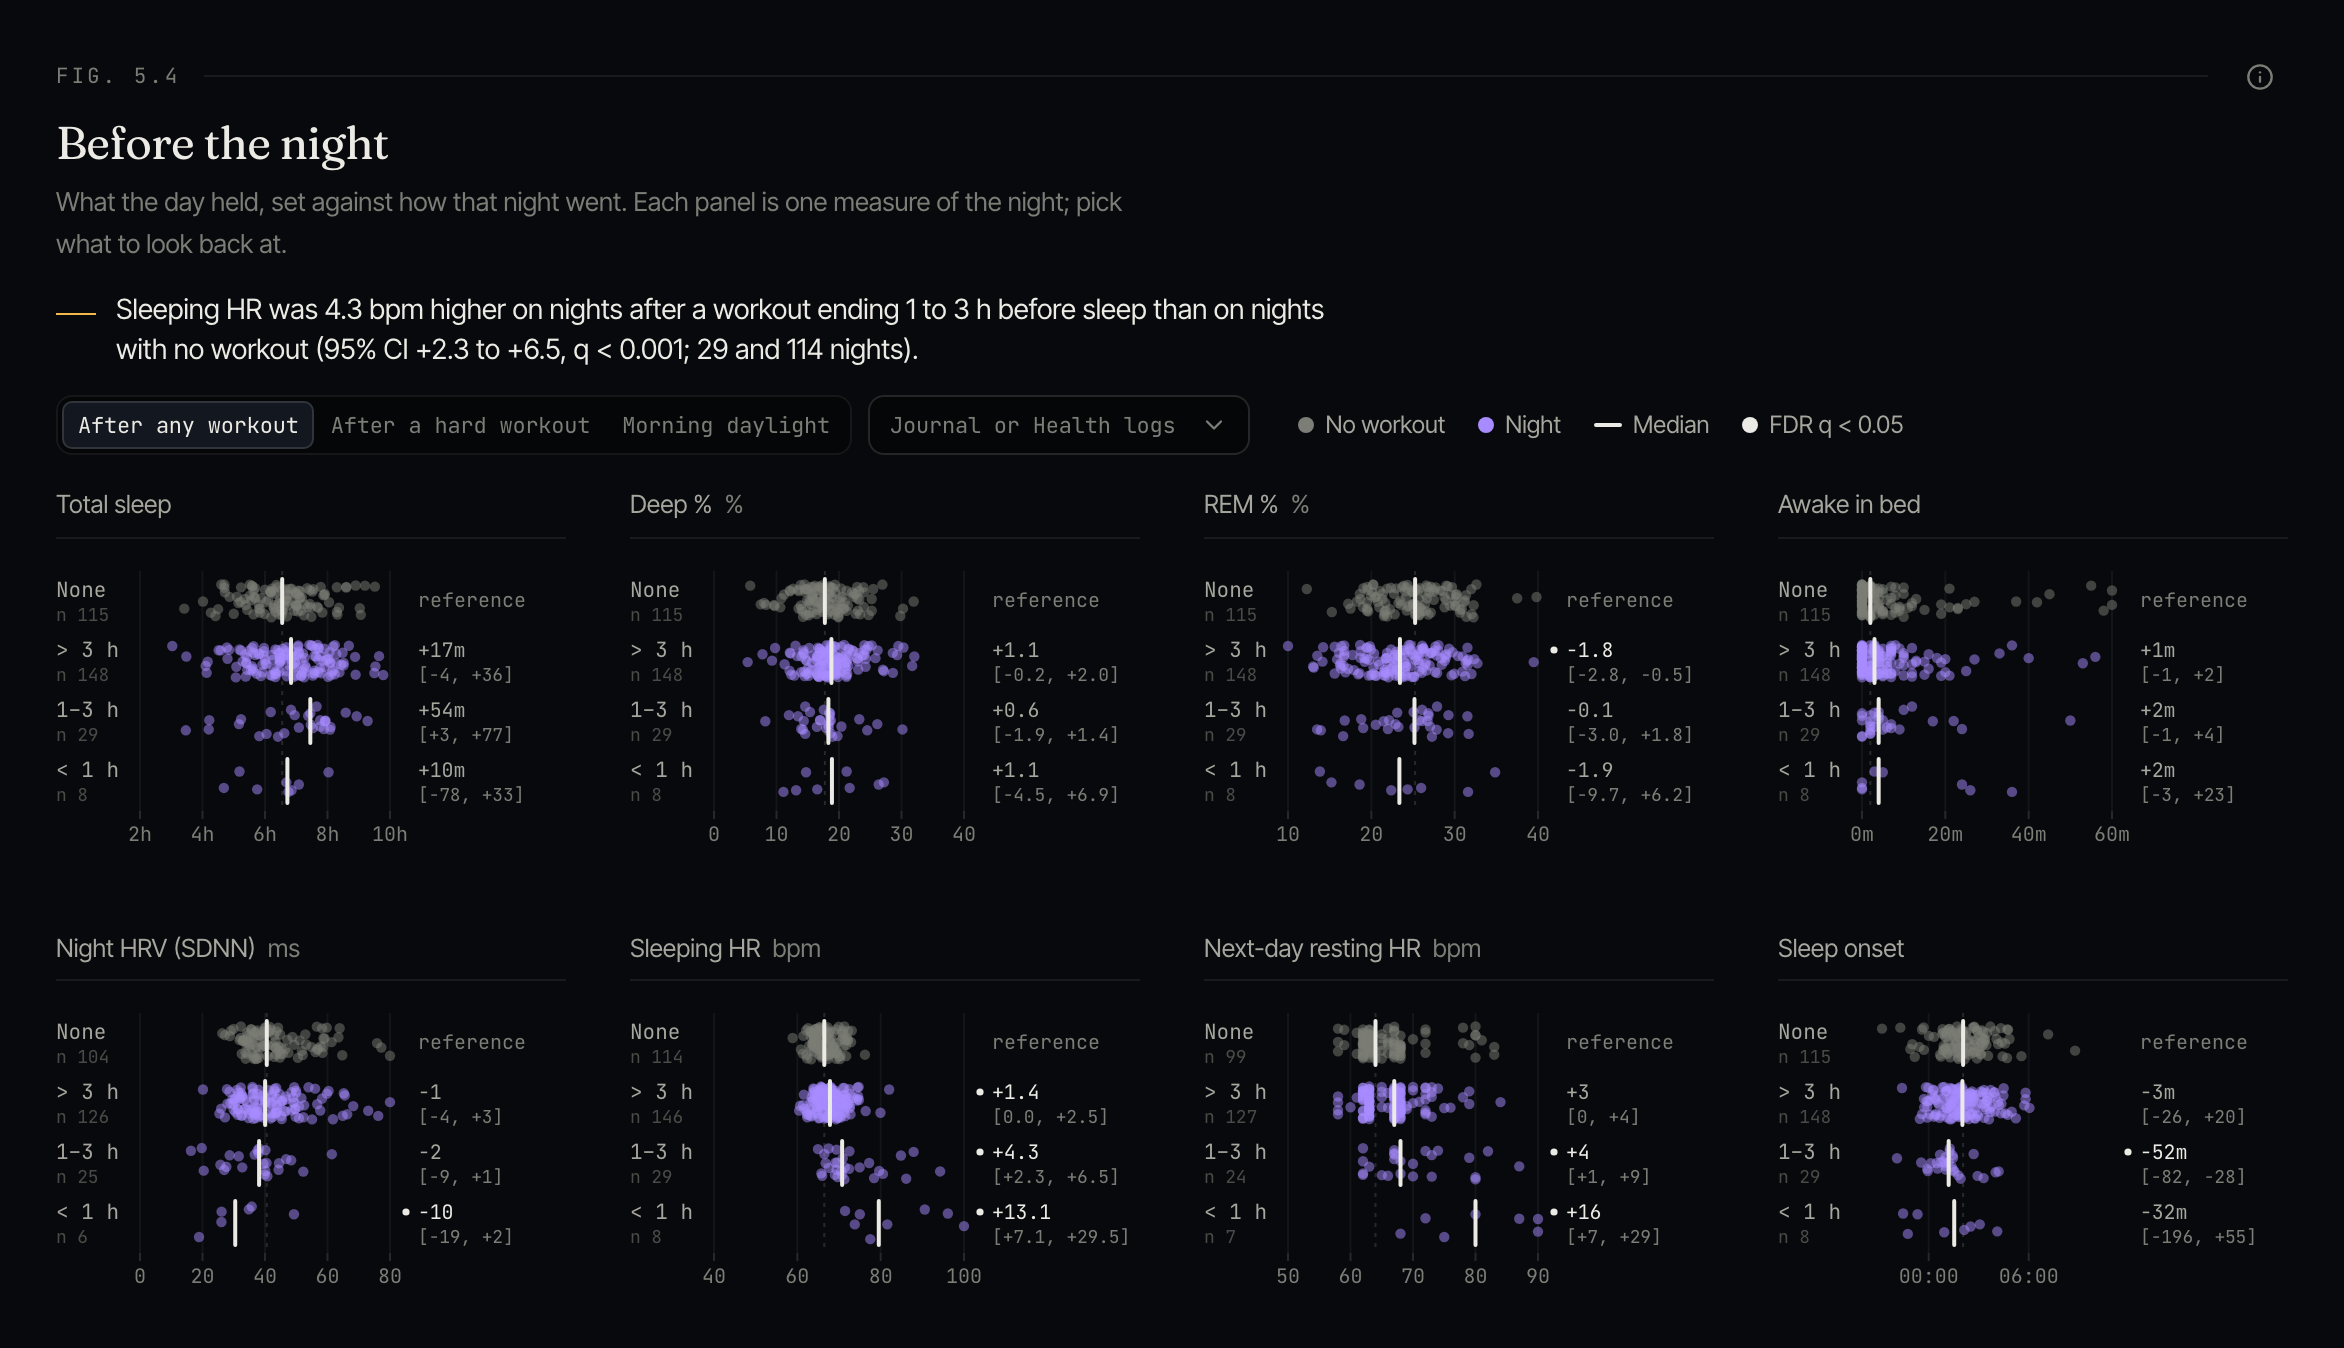 FIG. 5.4
Before the night
What the day held, set against how that night went. Each panel is one measure of the night; pick
what to look back at.
Sleeping HR was 4.3 bpm higher on nights after a workout ending 1 to 3 h before sleep than on nights
with no workout (95% CI +2.3 to +6.5, q < 0.001; 29 and 114 nights).
After any workout After a hard workout Morning daylight Journal or Health logs No workout Night Median FDR q < 0.05
Total sleep
None
n 115
reference
> 3 h
n 148
+17m
[-4, +36]
1–3 h
n 29
+54m
[+3, +77]
< 1 h
n 8
+10m
[-78, +33]
2h 4h 6h 8h 10h
Deep % %
None
n 115
reference
> 3 h
n 148
+1.1
[-0.2, +2.0]
1–3 h
n 29
+0.6
[-1.9, +1.4]
< 1 h
n 8
+1.1
[-4.5, +6.9]
0 10 20 30 40
REM % %
None
n 115
reference
> 3 h
n 148
-1.8
[-2.8, -0.5]
1–3 h
n 29
-0.1
[-3.0, +1.8]
< 1 h
n 8
-1.9
[-9.7, +6.2]
10 20 30 40
Awake in bed
None
n 115
reference
> 3 h
n 148
+1m
[-1, +2]
1–3 h
n 29
+2m
[-1, +4]
< 1 h
n 8
+2m
[-3, +23]
0m 20m 40m 60m
Night HRV (SDNN) ms
None
n 104
reference
> 3 h
n 126
-1
[-4, +3]
1–3 h
n 25
-2
[-9, +1]
< 1 h
n 6
-10
[-19, +2]
0 20 40 60 80
Sleeping HR bpm
None
n 114
reference
> 3 h
n 146
+1.4
[0.0, +2.5]
1–3 h
n 29
+4.3
[+2.3, +6.5]
< 1 h
n 8
+13.1
[+7.1, +29.5]
40 60 80 100
Next-day resting HR bpm
None
n 99
reference
> 3 h
n 127
+3
[0, +4]
1–3 h
n 24
+4
[+1, +9]
< 1 h
n 7
+16
[+7, +29]
50 60 70 80 90
Sleep onset
None
n 115
reference
> 3 h
n 148
-3m
[-26, +20]
1–3 h
n 29
-52m
[-82, -28]
< 1 h
n 8
-32m
[-196, +55]
00:00 06:00